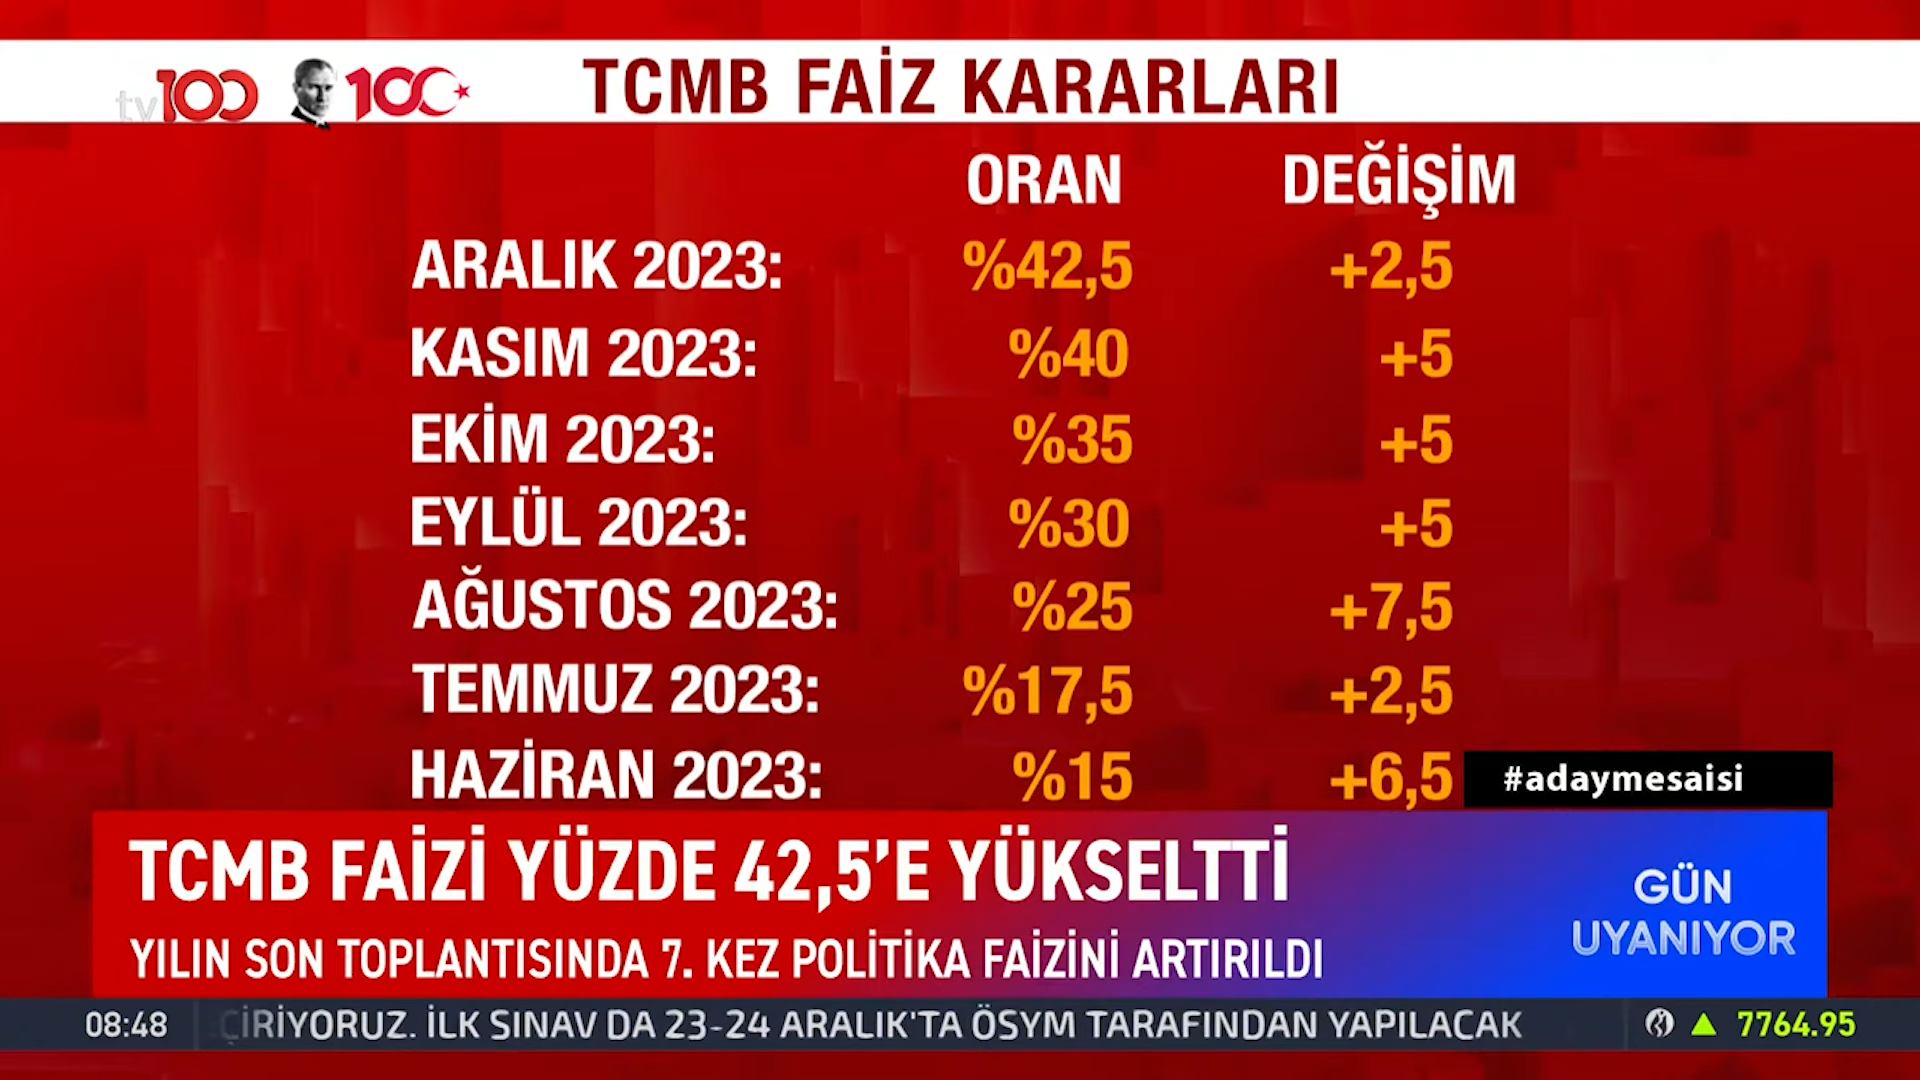 tv100
100
TCMB FAİZ KARARLARI
ORAN DEĞİŞİM
ARALIK 2023: %42,5 +2,5
KASIM 2023: %40 +5
EKİM 2023: %35 +5
EYLÜL 2023: %30 +5
AĞUSTOS 2023: %25 +7,5
TEMMUZ 2023: %17,5 +2,5
HAZİRAN 2023: %15 +6,5
#adaymesaisi
TCMB FAİZİ YÜZDE 42,5’E YÜKSELTTİ
YILIN SON TOPLANTISINDA 7. KEZ POLİTİKA FAİZİNİ ARTIRILDI
GÜN
UYANIYOR
08:48 ÇİRİYORUZ. İLK SINAV DA 23-24 ARALIK'TA ÖSYM TARAFINDAN YAPILACAK 7764.95